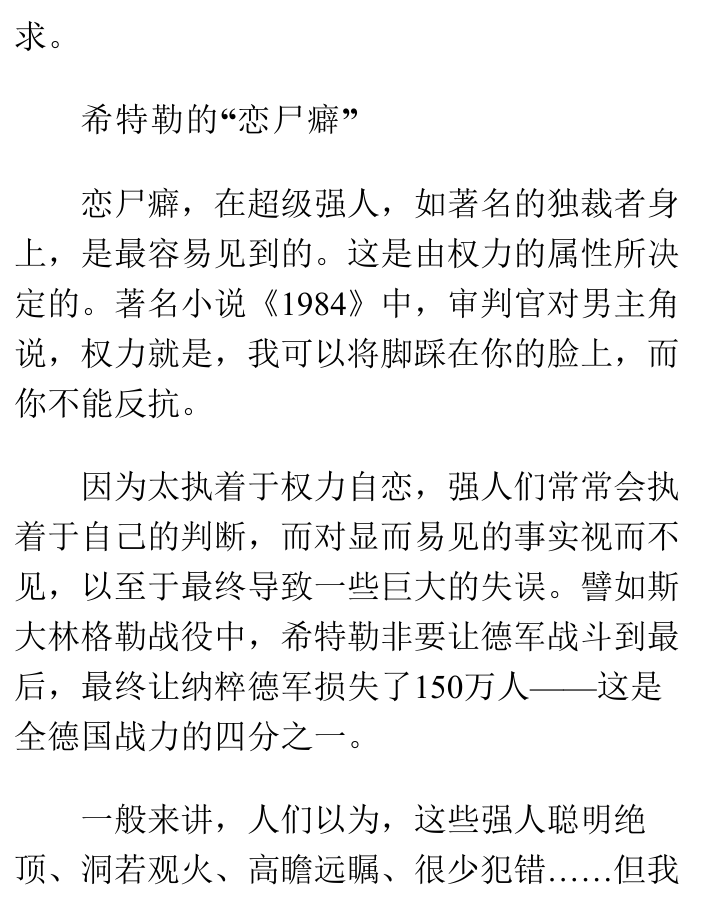 求。
希特勒的“恋尸癖”
恋尸癖，在超级强人，如著名的独裁者身
上，是最容易见到的。这是由权力的属性所决
定的。著名小说《1984》中，审判官对男主角
说，权力就是，我可以将脚踩在你的脸上，而
你不能反抗。
因为太执着于权力自恋，强人们常常会执
着于自己的判断，而对显而易见的事实视而不
见，以至于最终导致一些巨大的失误。譬如斯
大林格勒战役中，希特勒非要让德军战斗到最
后，最终让纳粹德军损失了150万人——这是
全德国战力的四分之一。
一般来讲，人们以为，这些强人聪明绝
顶、洞若观火、高瞻远瞩、很少犯错……但我